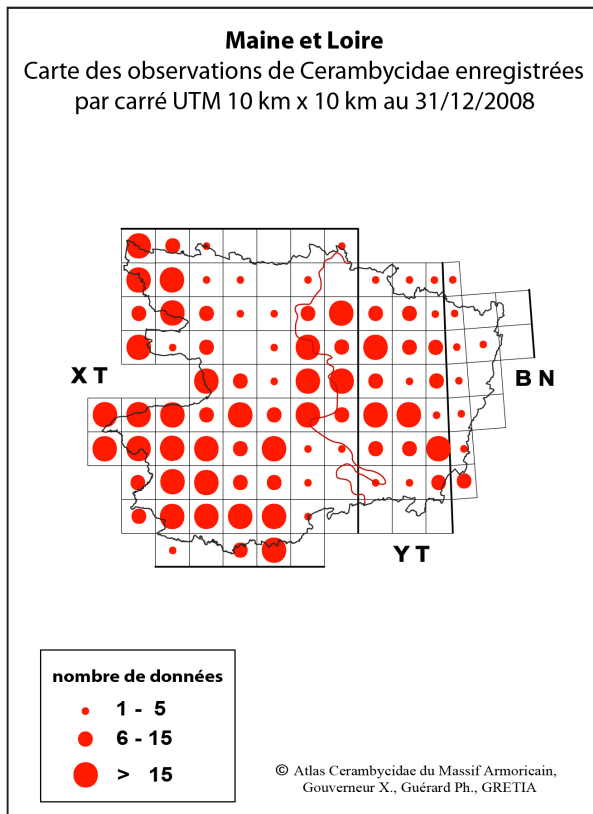 Maine et Loire
Carte des observations de Cerambycidae enregistrées
par carré UTM 10 km x 10 km au 31/12/2008
X T
B N
Y T
nombre de données
1 - 5
6 - 15
> 15
© Atlas Cerambycidae du Massif Armoricain,
Gouverneur X., Guérard Ph., GRETIA